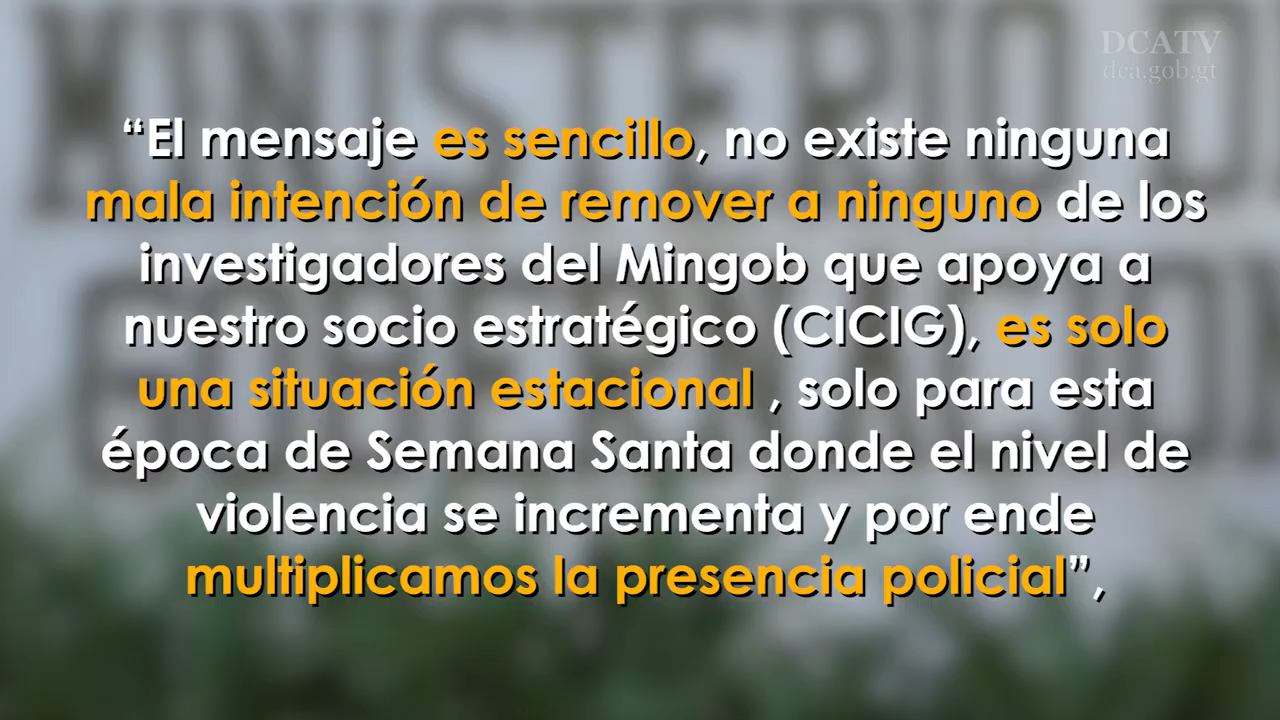 MINISTERIO D
DCATV
dca.gob.gt
“El mensaje es sencillo, no existe ninguna
mala intención de remover a ninguno de los
investigadores del Mingob que apoya a
nuestro socio estratégico (CICIG), es solo
una situación estacional , solo para esta
época de Semana Santa donde el nivel de
violencia se incrementa y por ende
multiplicamos la presencia policial”,